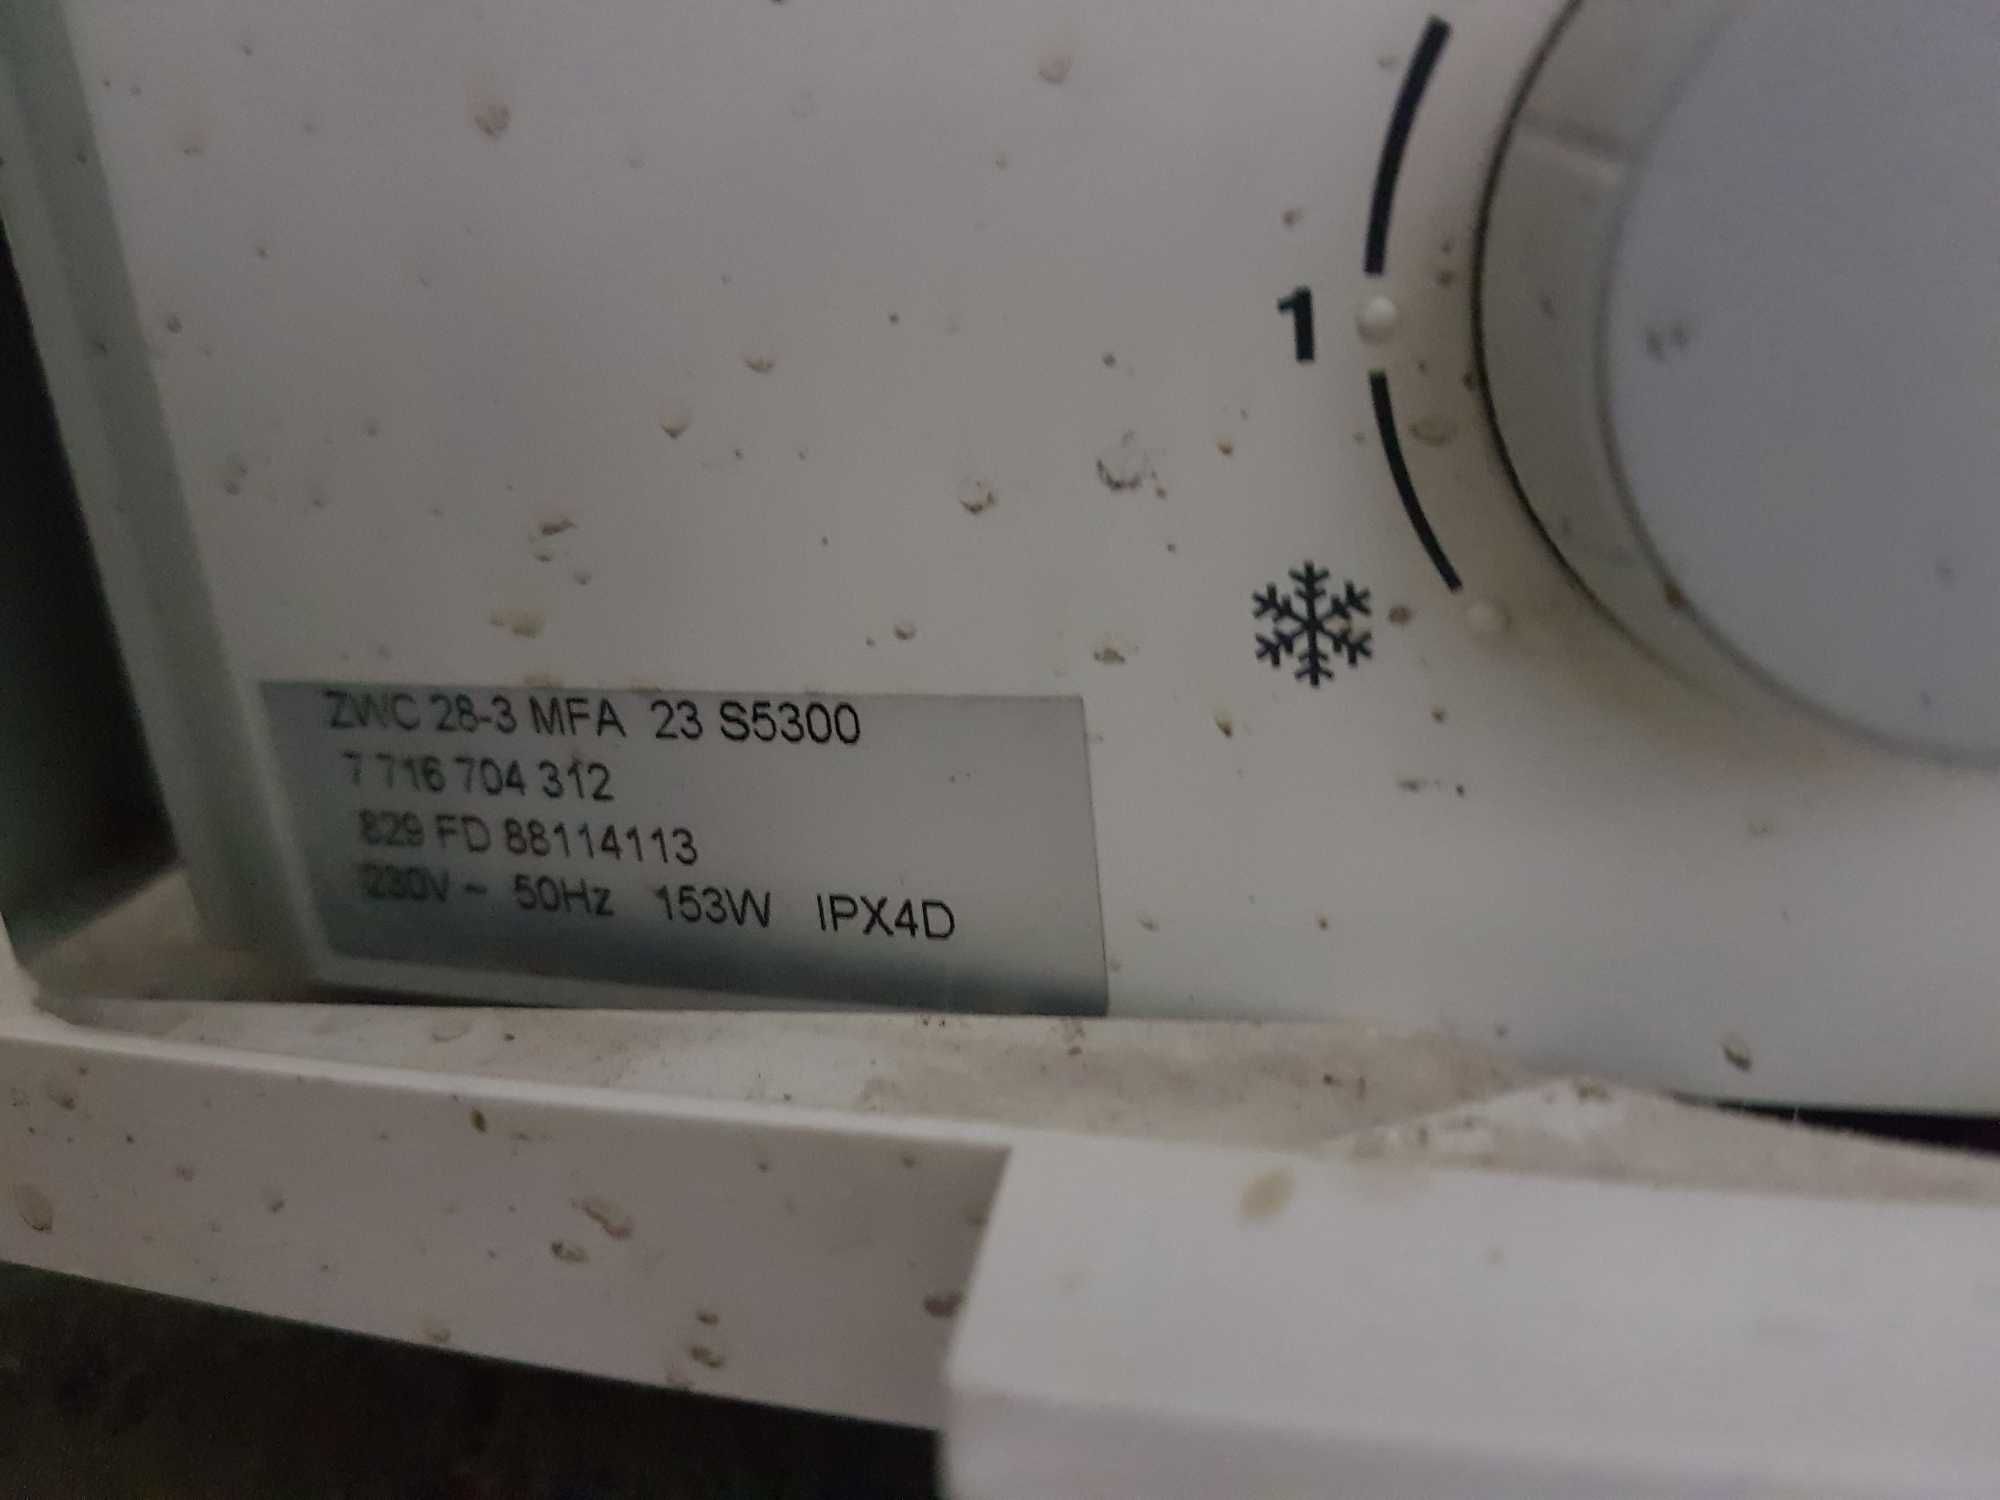 1
ZWC 28-3 MFA 23 S5300
7 716 704 312
829 FD 88114113
230V ~ 50Hz 153W IPX4D